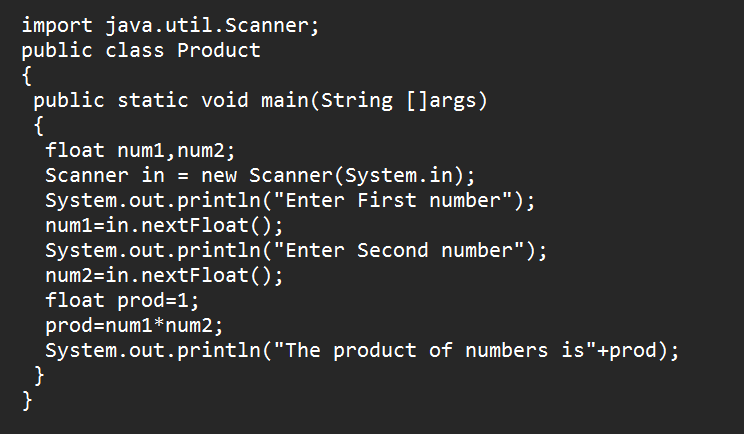 import java.util.Scanner;
public class Product
{
 public static void main(String []args)
 {
  float num1,num2;
  Scanner in = new Scanner(System.in);
  System.out.println("Enter First number");
  num1=in.nextFloat();
  System.out.println("Enter Second number");
  num2=in.nextFloat();
  float prod=1;
  prod=num1*num2;
  System.out.println("The product of numbers is"+prod);
 }
}